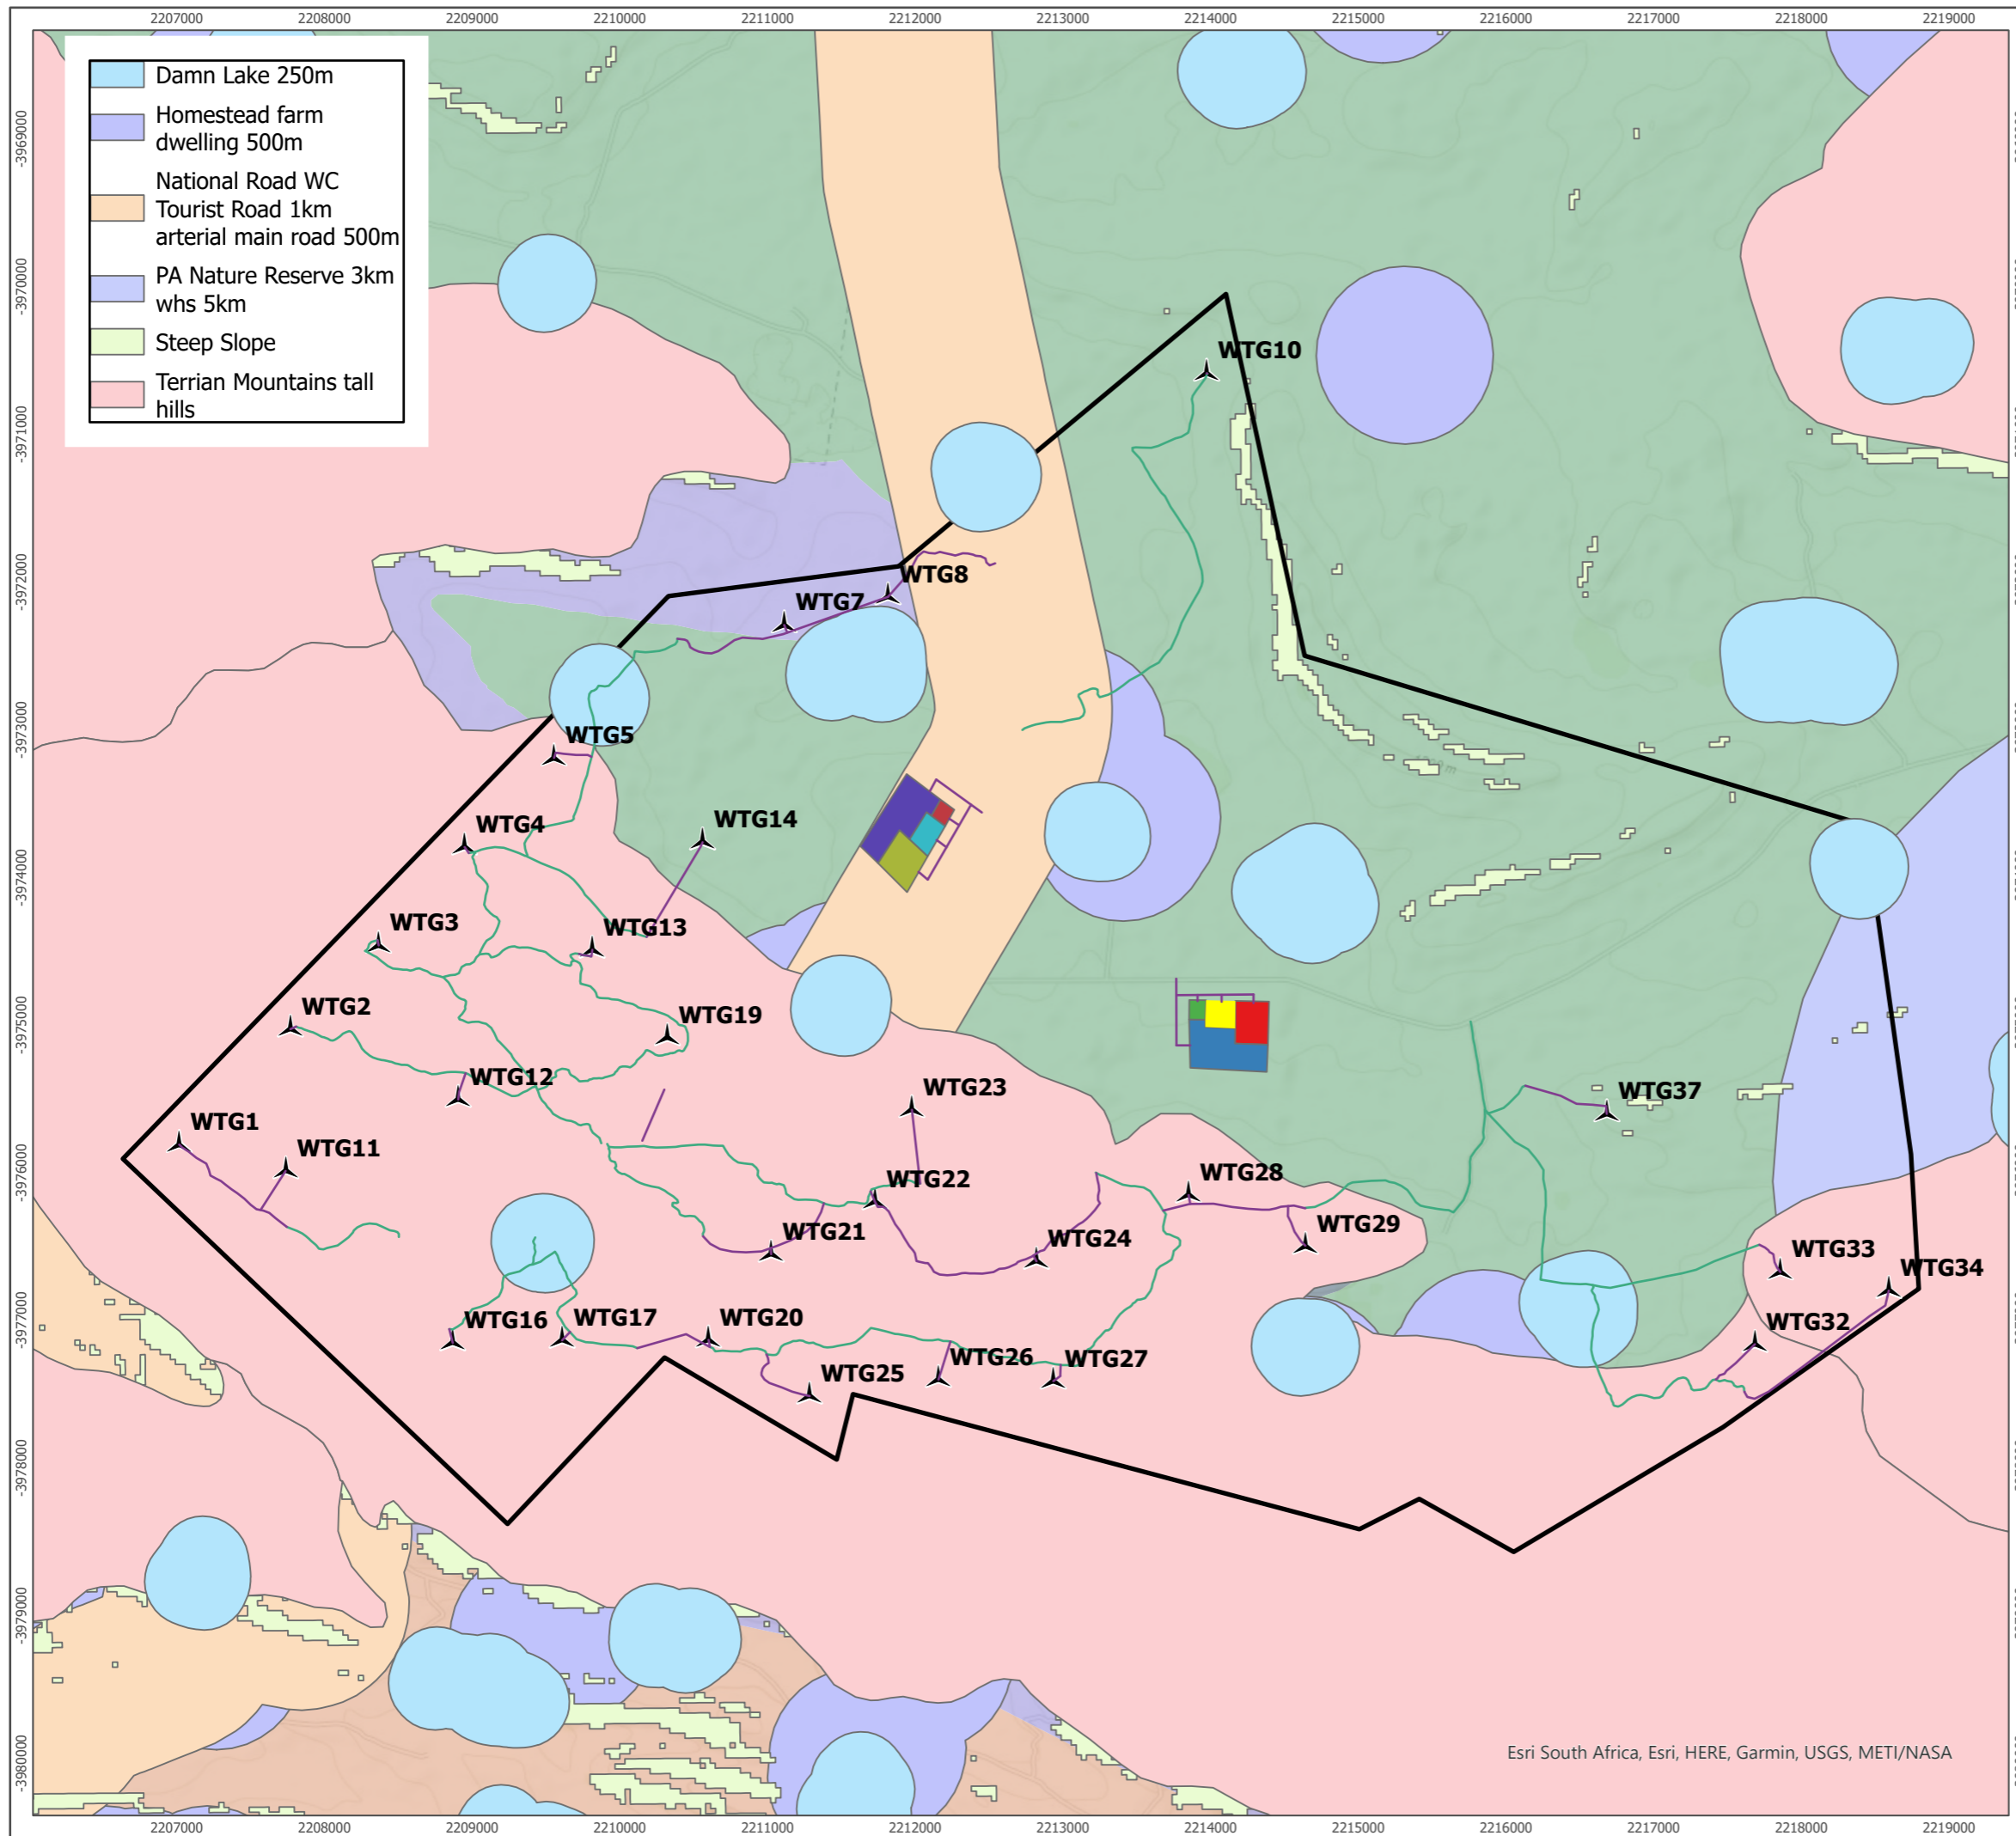 2207000 2208000 2209000 2210000 2211000 2212000 2213000 2214000 2215000 2216000 2217000 2218000 2219000
Damn Lake 250m
Homestead farm
dwelling 500m
National Road WC
Tourist Road 1km
arterial main road 500m
PA Nature Reserve 3km
whs 5km
Steep Slope
Terrian Mountains tall
hills
-3969000
-3970000
-3971000
-3972000
-3973000
-3974000
-3975000
-3976000
-3977000
-3978000
-3979000
-3980000
WTG10
WTG8
WTG7
WTG5
WTG4
WTG14
WTG3
WTG13
WTG2
WTG19
WTG12
WTG23
WTG37
WTG1
WTG11
WTG22
WTG28
WTG21
WTG24
WTG29
WTG33
WTG34
WTG16
WTG17
WTG20
WTG32
WTG25
WTG26
WTG27
Esri South Africa, Esri, HERE, Garmin, USGS, METI/NASA
2207000 2208000 2209000 2210000 2211000 2212000 2213000 2214000 2215000 2216000 2217000 2218000 2219000